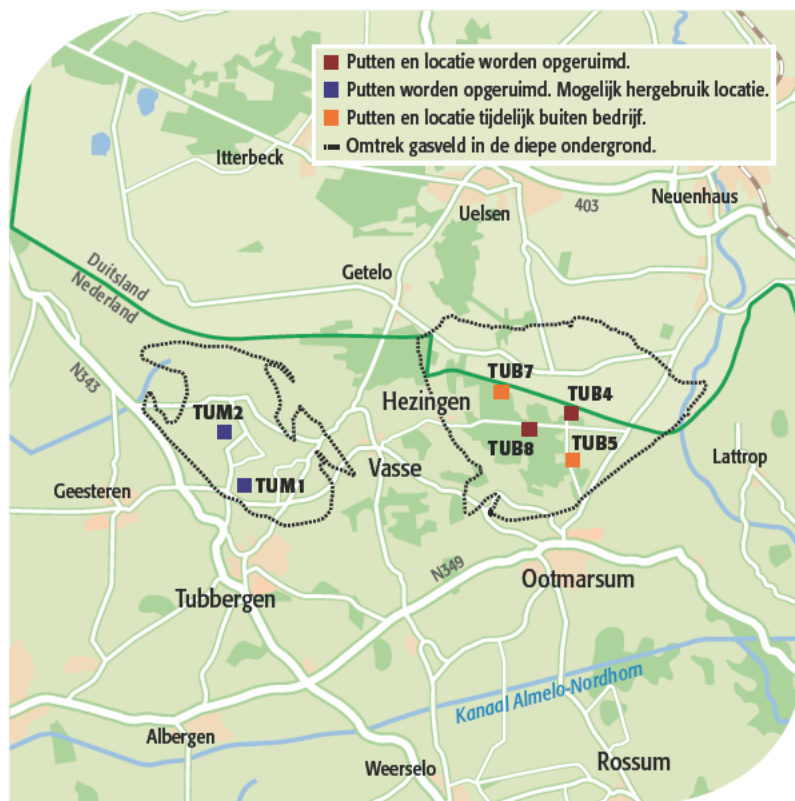 Putten en locatie worden opgeruimd.
Putten worden opgeruimd. Mogelijk hergebruik locatie.
Putten en locatie tijdelijk buiten bedrijf.
Omtrek gasveld in de diepe ondergrond.
Itterbeck
Uelsen
403
Neuenhaus
Getelo
Duitsland
Nederland
N343
TUB7
TUB4
Hezingen
TUM2
TUB8
TUB5
Vasse
Lattrop
TUM1
Geesteren
N349
Ootmarsum
Tubbergen
Kanaal Almelo-Nordhorn
Albergen
Weerselo
Rossum